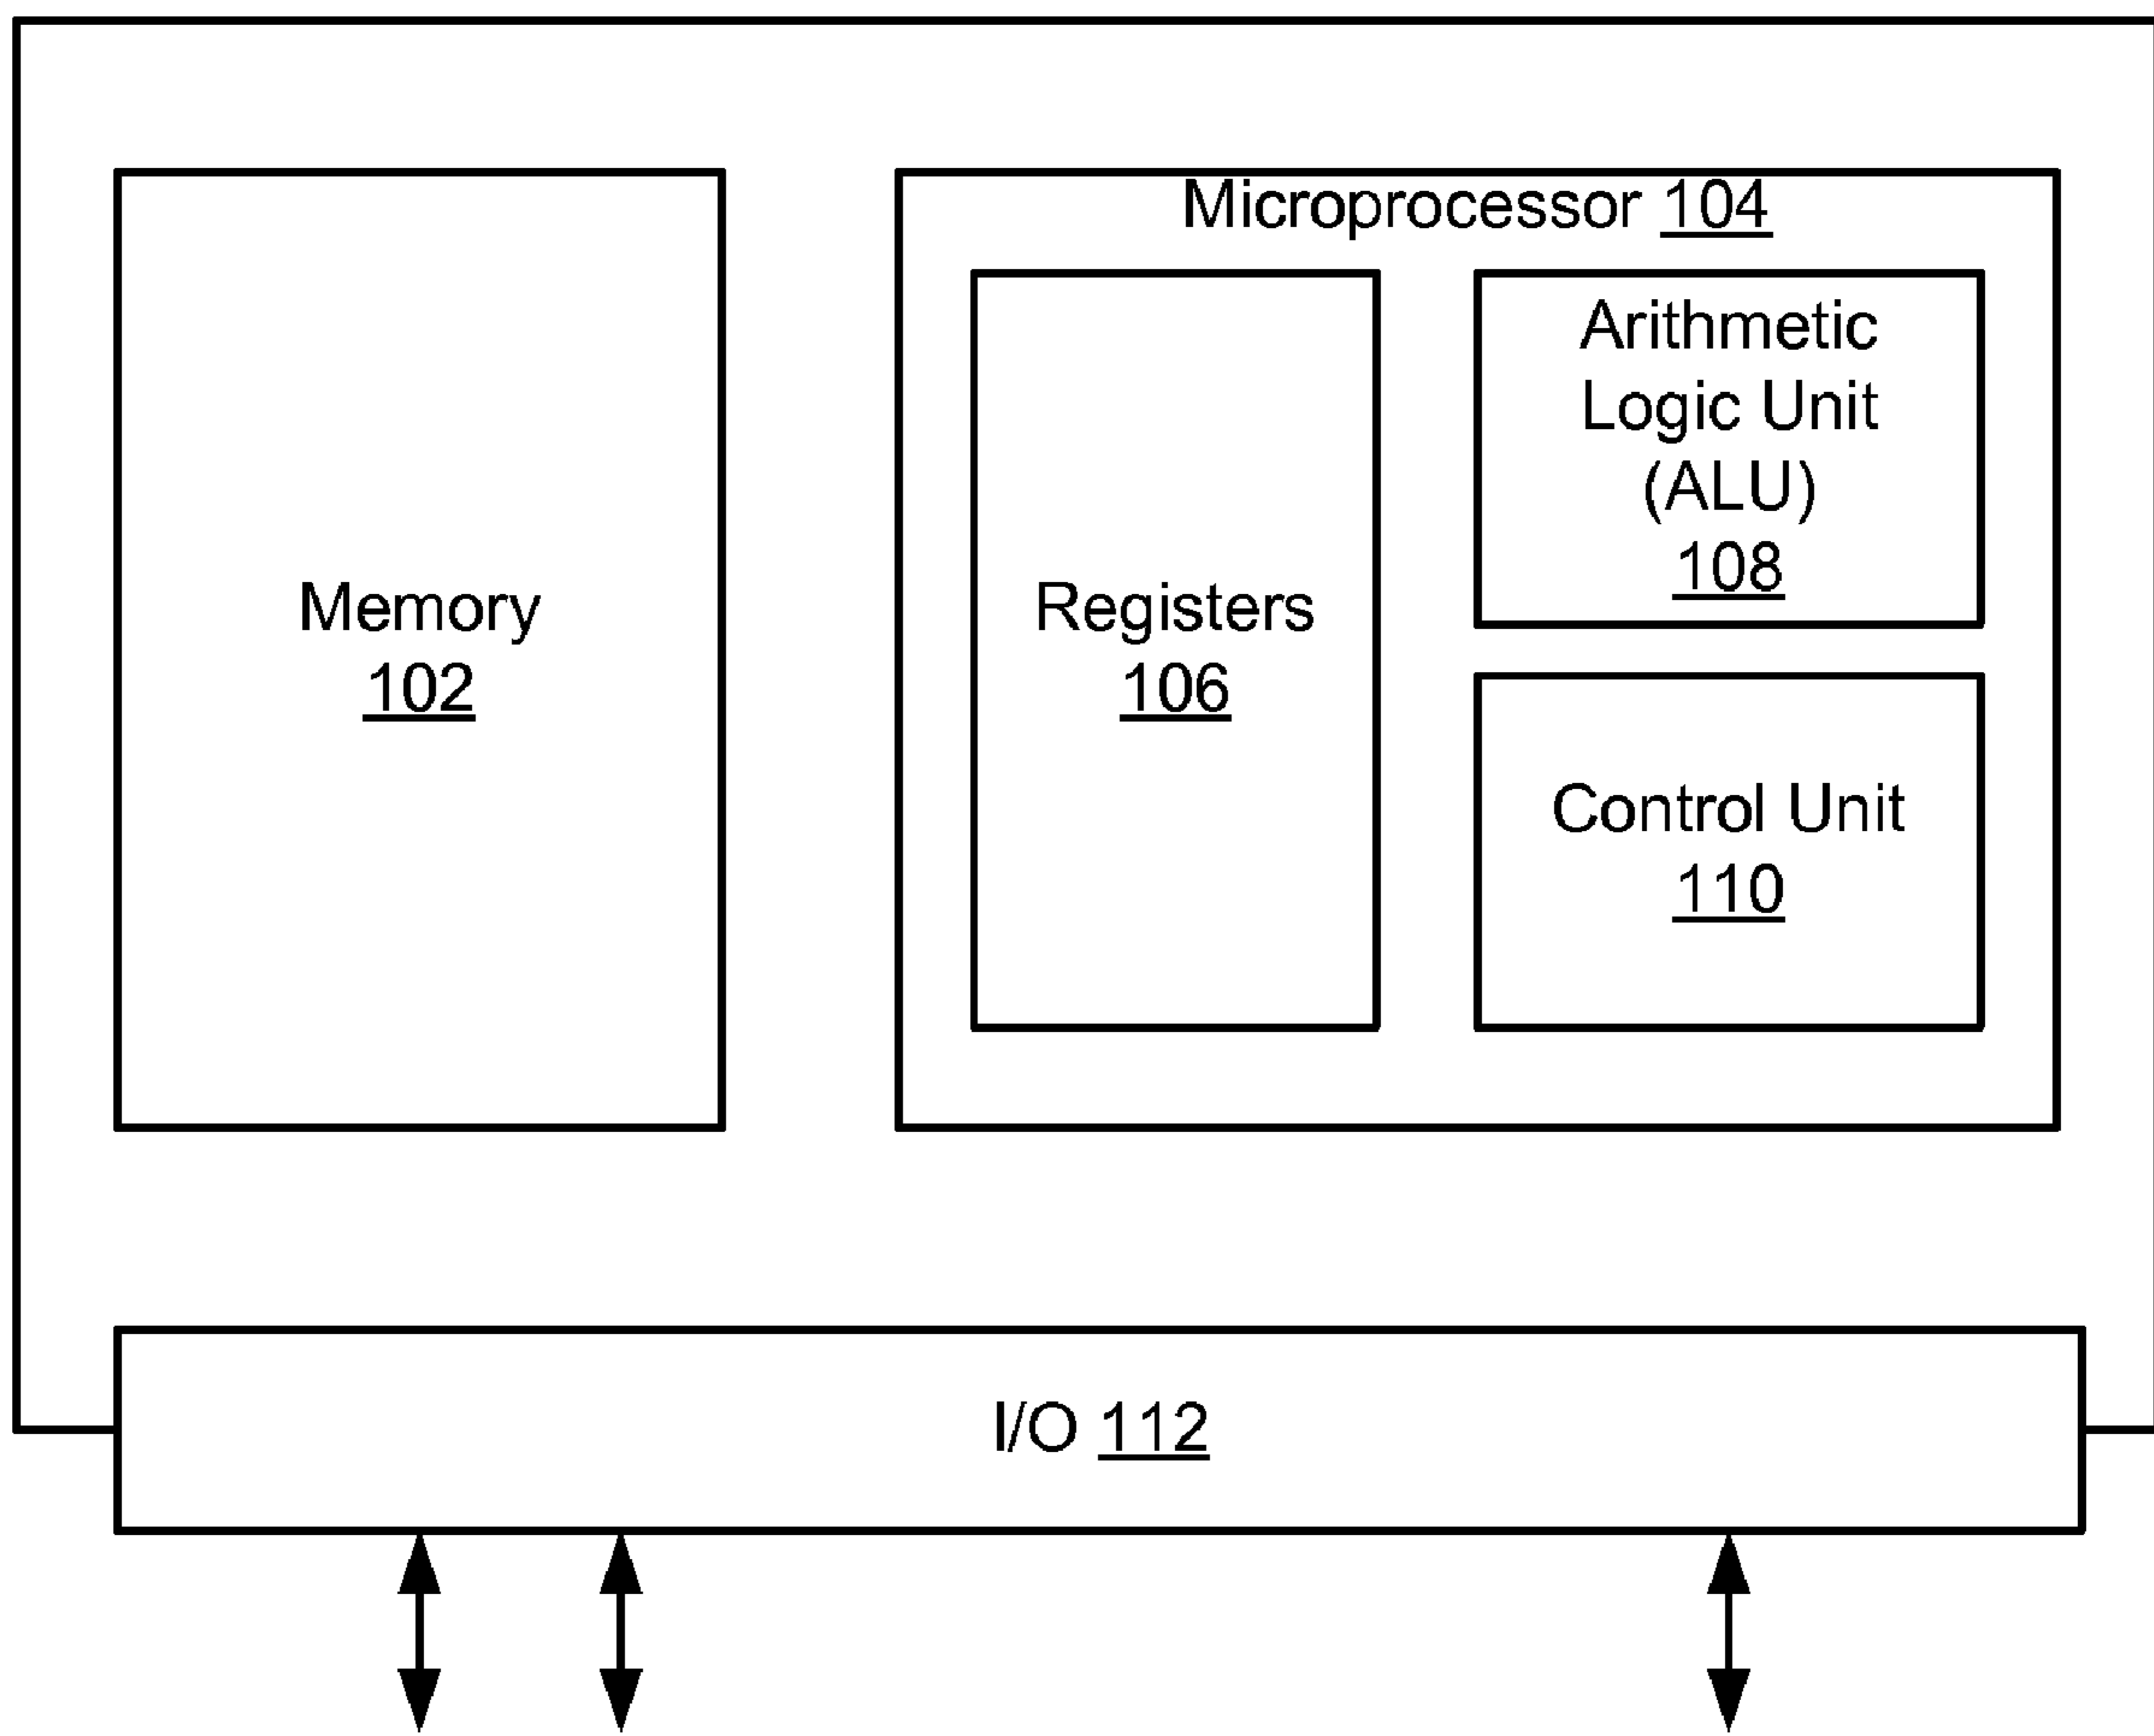 Microprocessor 104
Arithmetic
Logic Unit
(ALU)
108
Memory
102
Registers
106
Control Unit
110
I/O 112